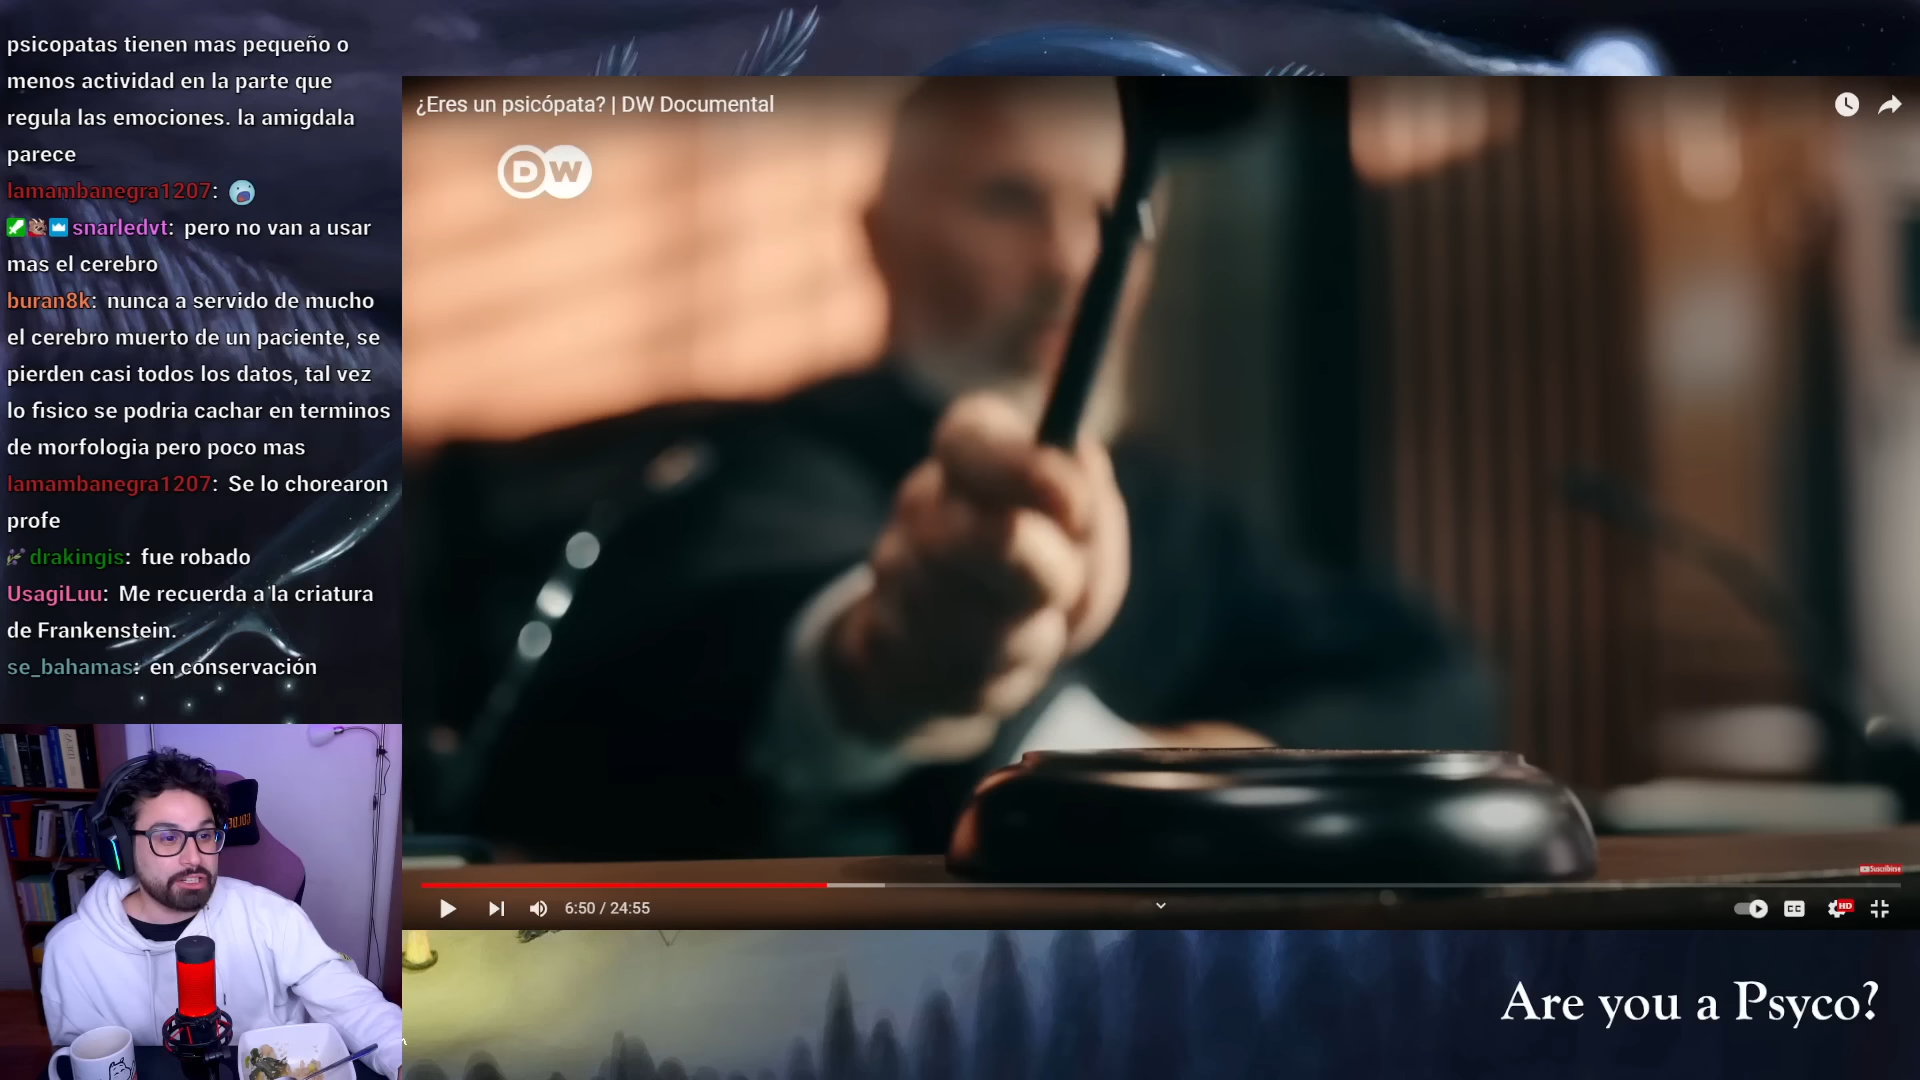 psicopatas tienen mas pequeño o
menos actividad en la parte que
regula las emociones. la amigdala
parece
lamambanegra1207:
snarledvt: pero no van a usar
mas el cerebro
buran8k: nunca a servido de mucho
el cerebro muerto de un paciente, se
pierden casi todos los datos, tal vez
lo fisico se podria cachar en terminos
de morfologia pero poco mas
lamambanegra1207: Se lo chorearon
profe
drakingis: fue robado
UsagiLuu: Me recuerda a la criatura
de Frankenstein.
se_bahamas: en conservación
¿Eres un psicópata? | DW Documental
DW
Suscribirse
6:50 / 24:55
CC
HD
Are you a Psyco?